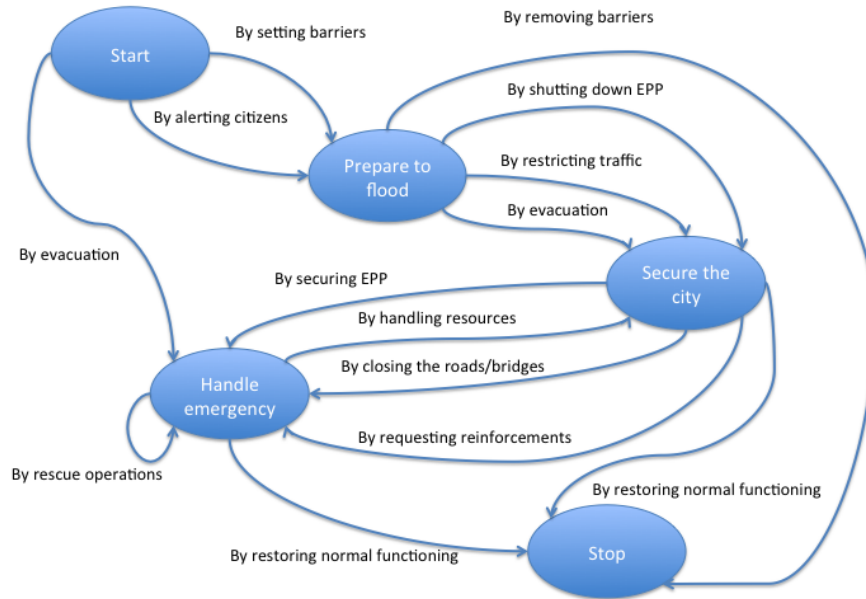 By removing barriers
By setting barriers
Start
By shutting down EPP
By alerting citizens
By restricting traffic
Prepare to
flood
By evacuation
By evacuation
Secure the
city
By securing EPP
By handling resources
By closing the roads/bridges
Handle
emergency
By requesting reinforcements
By rescue operations
By restoring normal functioning
By restoring normal functioning
Stop